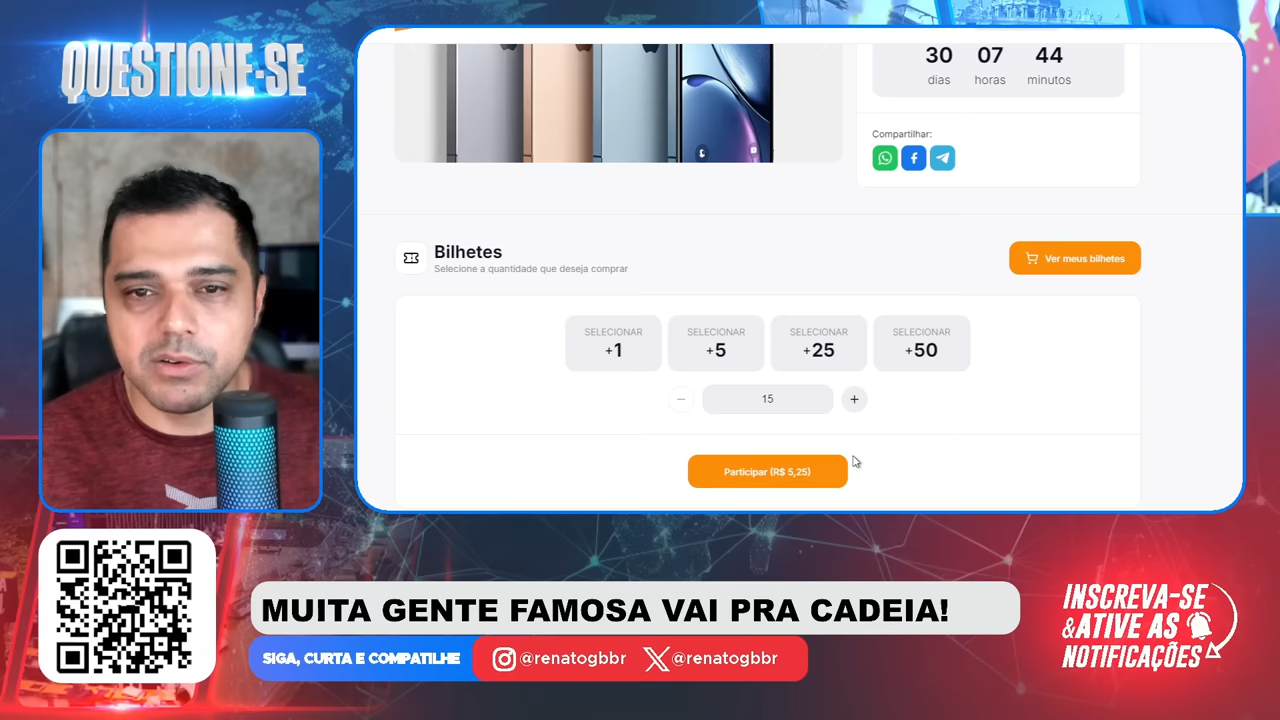 QUESTIONE-SE
30 07 44
dias horas minutos
Compartilhar:
Bilhetes
Selecione a quantidade que deseja comprar
Ver meus bilhetes
SELECIONAR SELECIONAR SELECIONAR SELECIONAR
+1 +5 +25 +50
− 15 +
Participar (R$ 5,25)
MUITA GENTE FAMOSA VAI PRA CADEIA!
SIGA, CURTA E COMPATILHE
@renatogbbr @renatogbbr
INSCREVA-SE
&ATIVE AS
NOTIFICAÇÕES